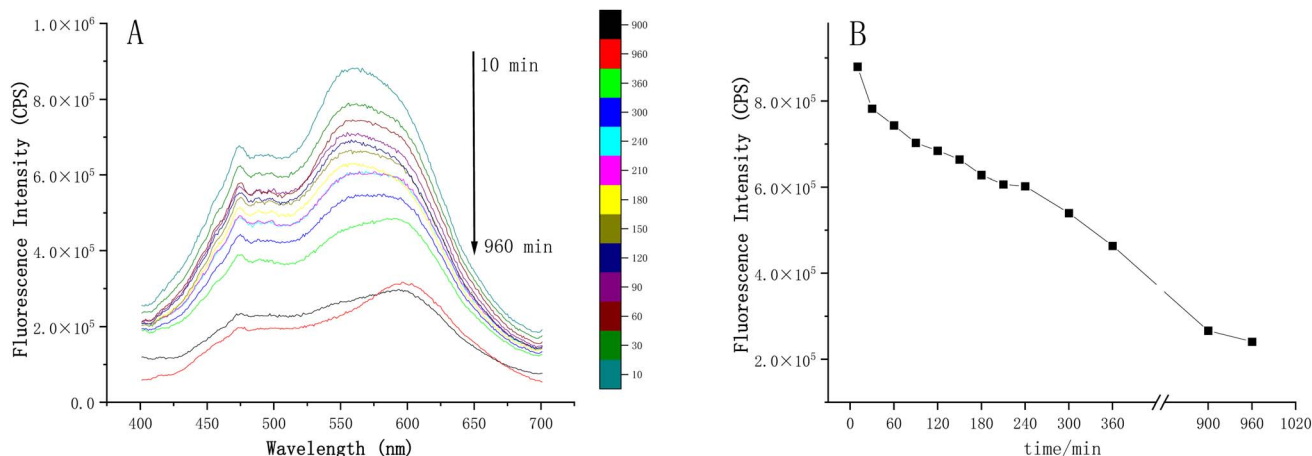 A
1.0×10⁶
8.0×10⁵
6.0×10⁵
4.0×10⁵
2.0×10⁵
0.0
Fluorescence Intensity (CPS)
400 450 500 550 600 650 700
Wavelength (nm)
10 min
960 min
900
960
360
300
240
210
180
150
120
90
60
30
10
B
8.0×10⁵
6.0×10⁵
4.0×10⁵
2.0×10⁵
Fluorescence Intensity (CPS)
0 60 120 180 240 300 360 900 960 1020
time/min